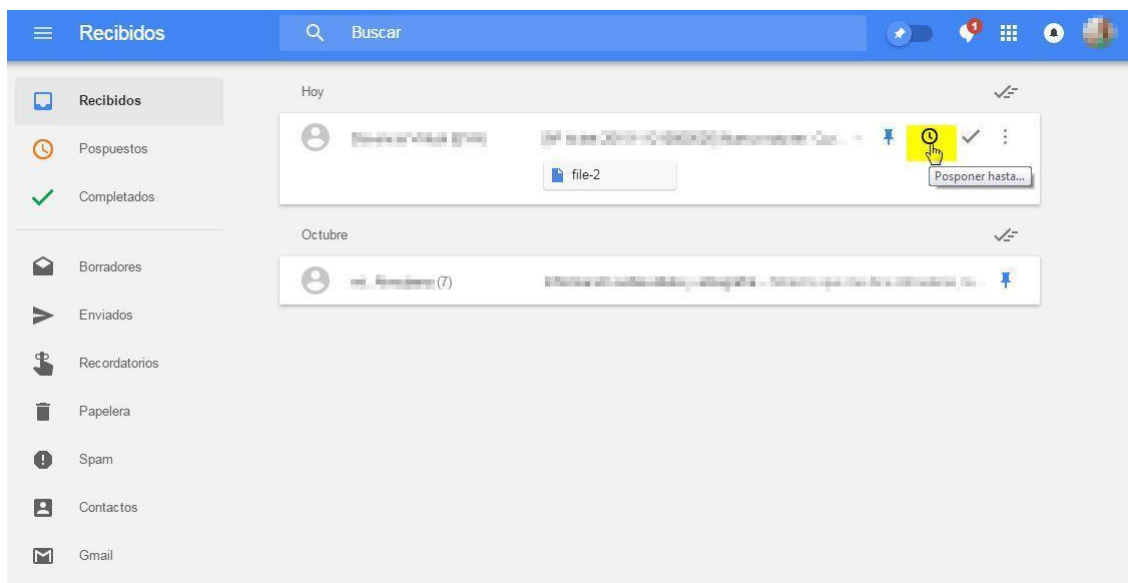 Recibidos
Buscar
1
Recibidos
Pospuestos
Completados
Borradores
Enviados
Recordatorios
Papelera
Spam
Contactos
Gmail
Hoy
file-2
Posponer hasta...
Octubre
(7)